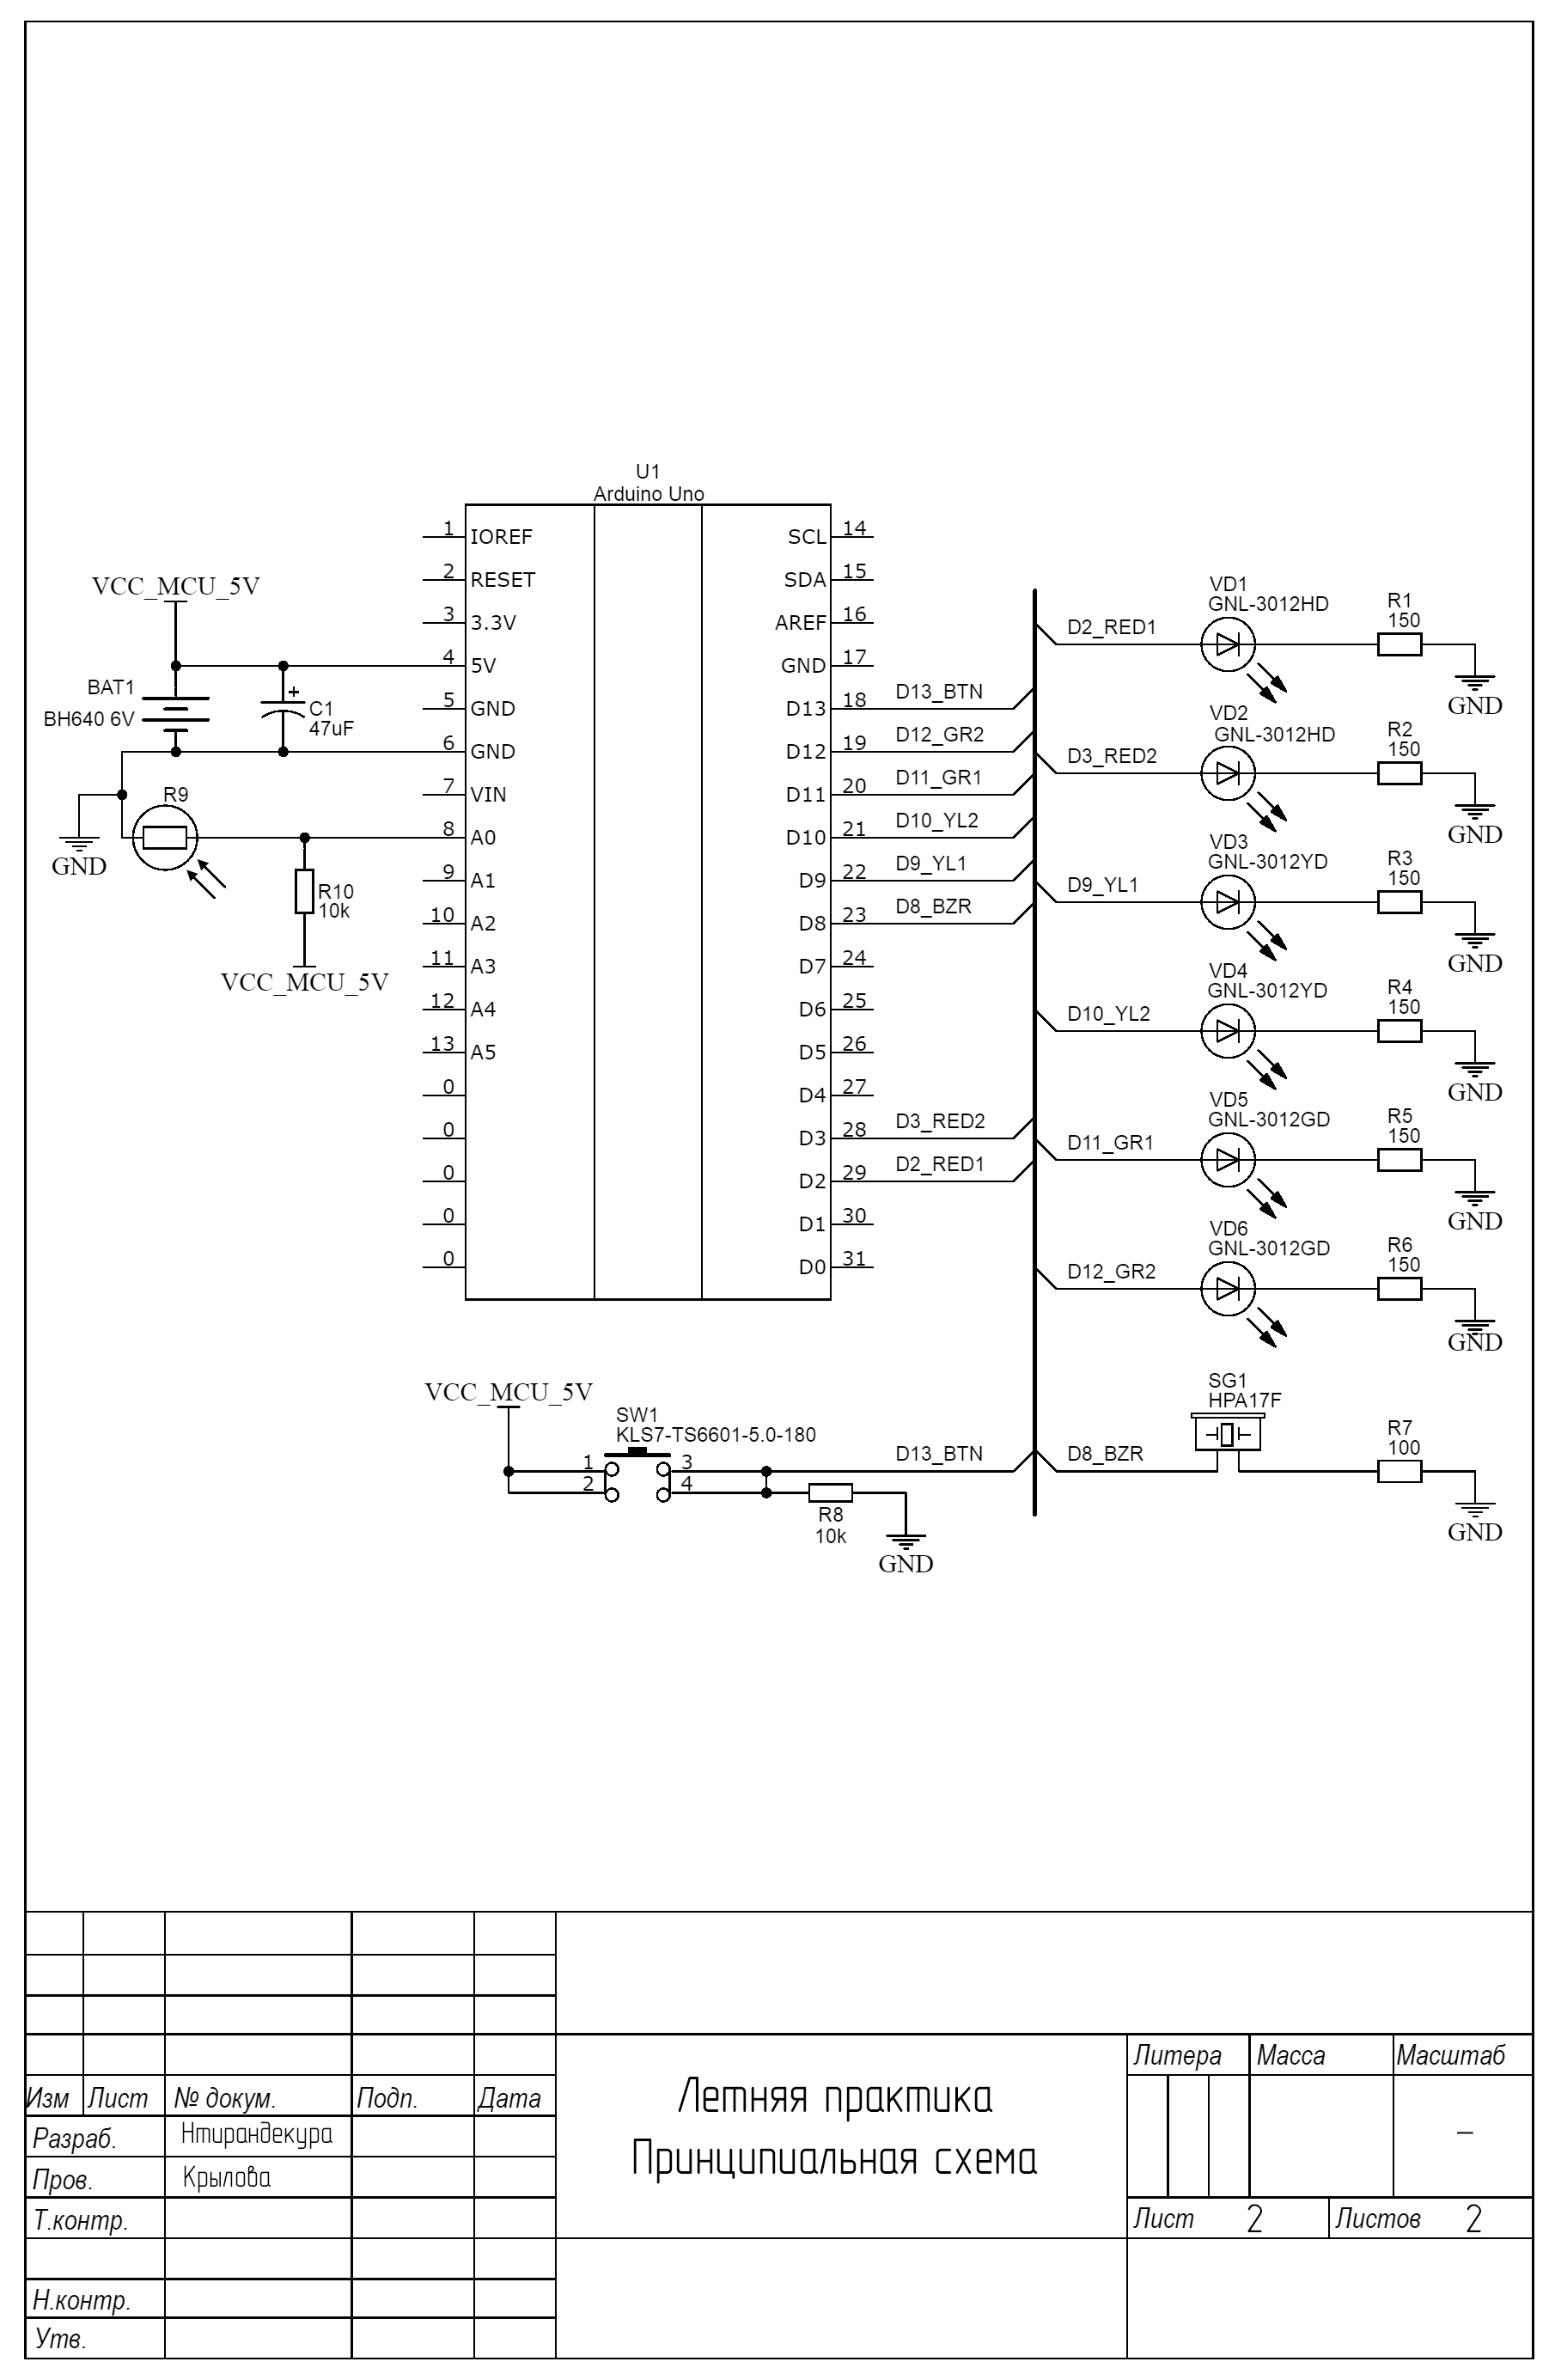 U1
Arduino Uno
1 IOREF
2 RESET
3 3.3V
4 5V
5 GND
6 GND
7 VIN
8 A0
9 A1
10 A2
11 A3
12 A4
13 A5
0
0
0
0
0
SCL 14
SDA 15
AREF 16
GND 17
D13 18 D13_BTN
D12 19 D12_GR2
D11 20 D11_GR1
D10 21 D10_YL2
D9 22 D9_YL1
D8 23 D8_BZR
D7 24
D6 25
D5 26
D4 27
D3 28 D3_RED2
D2 29 D2_RED1
D1 30
D0 31
VCC_MCU_5V
BAT1
BH640 6V
+
C1
47uF
R9
GND
R10
10k
VCC_MCU_5V
D2_RED1
VD1
GNL-3012HD
R1
150
GND
D3_RED2
VD2
GNL-3012HD
R2
150
GND
D9_YL1
VD3
GNL-3012YD
R3
150
GND
D10_YL2
VD4
GNL-3012YD
R4
150
GND
D11_GR1
VD5
GNL-3012GD
R5
150
GND
D12_GR2
VD6
GNL-3012GD
R6
150
GND
D8_BZR
SG1
HPA17F
R7
100
GND
VCC_MCU_5V
SW1
KLS7-TS6601-5.0-180
1 3
2 4
D13_BTN
R8
10k
GND
Изм Лист № докум. Подп. Дата
Разраб. Нтирандекура
Пров. Крылова
Т.контр.
Н.контр.
Утв.
Летняя практика
Принципиальная схема
Литера Масса Масштаб
–
Лист 2 Листов 2